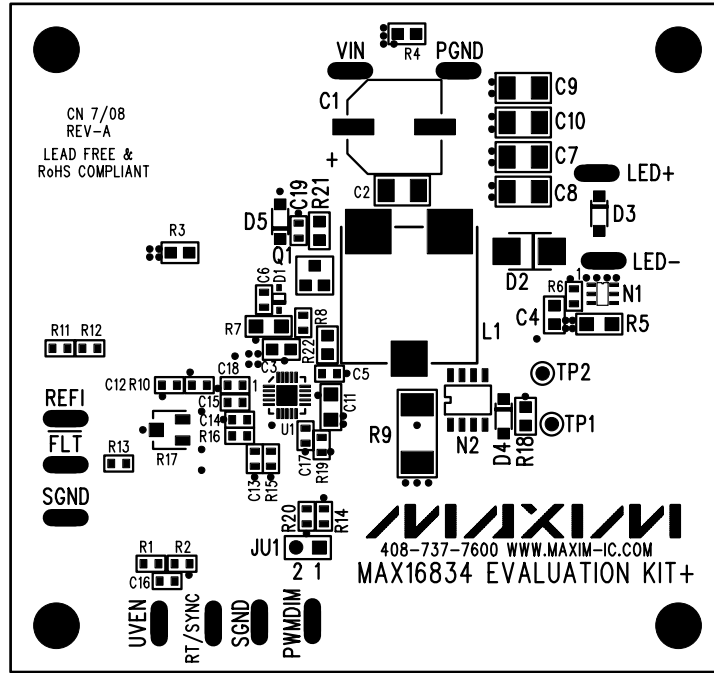 R4
VIN
PGND
C1
C9
CN 7/08
REV-A
C10
LEAD FREE &
RoHS COMPLIANT
C7
+
LED+
C2
C8
C19
R21
D5
D3
R3
Q1
D2
LED-
C6
D1
R6
1
N1
C4
R5
R7
R8
L1
R11
R12
R22
C3
C5
TP2
C12
R10
C18
1
REFI
C15
C11
FLT
C14
U1
R9
TP1
R17
R16
N2
D4
R18
R13
C17
R19
C13
R15
SGND
R20
R14
MAXIM
JU1
408-737-7600 WWW.MAXIM-IC.COM
R1
R2
2 1
MAX16834 EVALUATION KIT+
C16
UVEN
RT/SYNC
SGND
PWMDIM